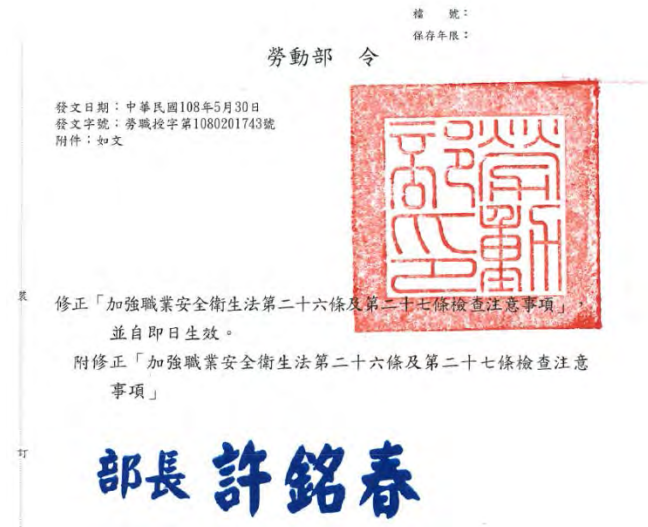 檔　　號：
保存年限：
勞動部　令
發文日期：中華民國108年5月30日
發文字號：勞職授字第1080201743號
附件：如文
勞動部印
裝
修正「加強職業安全衛生法第二十六條及第二十七條檢查注意事項」，
並自即日生效。
附修正「加強職業安全衛生法第二十六條及第二十七條檢查注意
事項」
訂
部長 許銘春